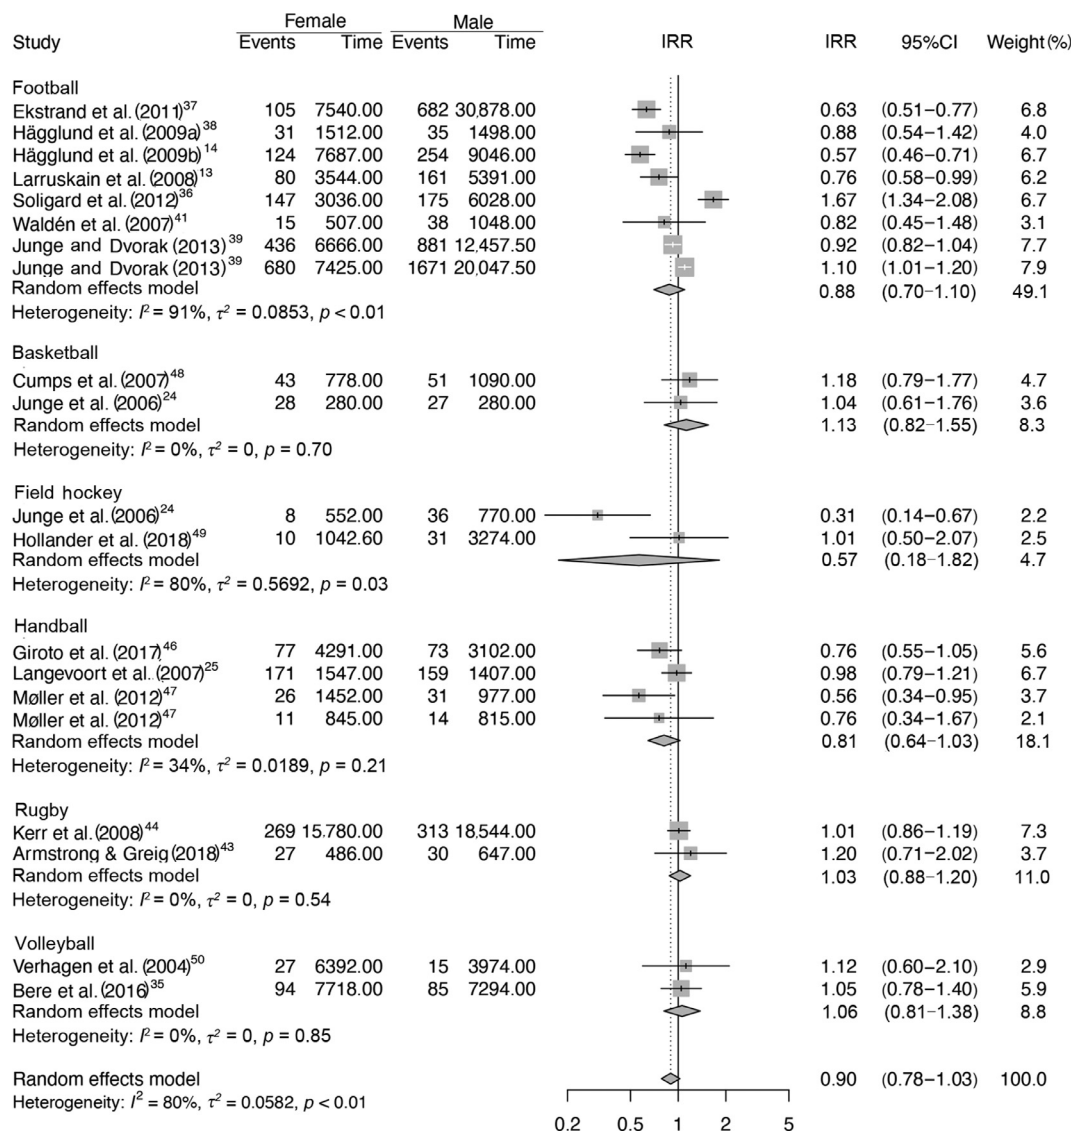 Female Male
Study Events Time Events Time IRR IRR 95%CI Weight(%)
Football
Ekstrand et al. (2011)37 105 7540.00 682 30,878.00 0.63 (0.51–0.77) 6.8
Hägglund et al. (2009a)38 31 1512.00 35 1498.00 0.88 (0.54–1.42) 4.0
Hägglund et al. (2009b)14 124 7687.00 254 9046.00 0.57 (0.46–0.71) 6.7
Larruskain et al. (2008)13 80 3544.00 161 5391.00 0.76 (0.58–0.99) 6.2
Soligard et al. (2012)36 147 3036.00 175 6028.00 1.67 (1.34–2.08) 6.7
Waldén et al. (2007)41 15 507.00 38 1048.00 0.82 (0.45–1.48) 3.1
Junge and Dvorak (2013)39 436 6666.00 881 12,457.50 0.92 (0.82–1.04) 7.7
Junge and Dvorak (2013)39 680 7425.00 1671 20,047.50 1.10 (1.01–1.20) 7.9
Random effects model 0.88 (0.70–1.10) 49.1
Heterogeneity: I² = 91%, τ² = 0.0853, p < 0.01
Basketball
Cumps et al. (2007)48 43 778.00 51 1090.00 1.18 (0.79–1.77) 4.7
Junge et al. (2006)24 28 280.00 27 280.00 1.04 (0.61–1.76) 3.6
Random effects model 1.13 (0.82–1.55) 8.3
Heterogeneity: I² = 0%, τ² = 0, p = 0.70
Field hockey
Junge et al. (2006)24 8 552.00 36 770.00 0.31 (0.14–0.67) 2.2
Hollander et al. (2018)49 10 1042.60 31 3274.00 1.01 (0.50–2.07) 2.5
Random effects model 0.57 (0.18–1.82) 4.7
Heterogeneity: I² = 80%, τ² = 0.5692, p = 0.03
Handball
Giroto et al. (2017)46 77 4291.00 73 3102.00 0.76 (0.55–1.05) 5.6
Langevoort et al. (2007)25 171 1547.00 159 1407.00 0.98 (0.79–1.21) 6.7
Møller et al. (2012)47 26 1452.00 31 977.00 0.56 (0.34–0.95) 3.7
Møller et al. (2012)47 11 845.00 14 815.00 0.76 (0.34–1.67) 2.1
Random effects model 0.81 (0.64–1.03) 18.1
Heterogeneity: I² = 34%, τ² = 0.0189, p = 0.21
Rugby
Kerr et al. (2008)44 269 15.780.00 313 18,544.00 1.01 (0.86–1.19) 7.3
Armstrong & Greig (2018)43 27 486.00 30 647.00 1.20 (0.71–2.02) 3.7
Random effects model 1.03 (0.88–1.20) 11.0
Heterogeneity: I² = 0%, τ² = 0, p = 0.54
Volleyball
Verhagen et al. (2004)50 27 6392.00 15 3974.00 1.12 (0.60–2.10) 2.9
Bere et al. (2016)35 94 7718.00 85 7294.00 1.05 (0.78–1.40) 5.9
Random effects model 1.06 (0.81–1.38) 8.8
Heterogeneity: I² = 0%, τ² = 0, p = 0.85
Random effects model 0.90 (0.78–1.03) 100.0
Heterogeneity: I² = 80%, τ² = 0.0582, p < 0.01
0.2 0.5 1 2 5